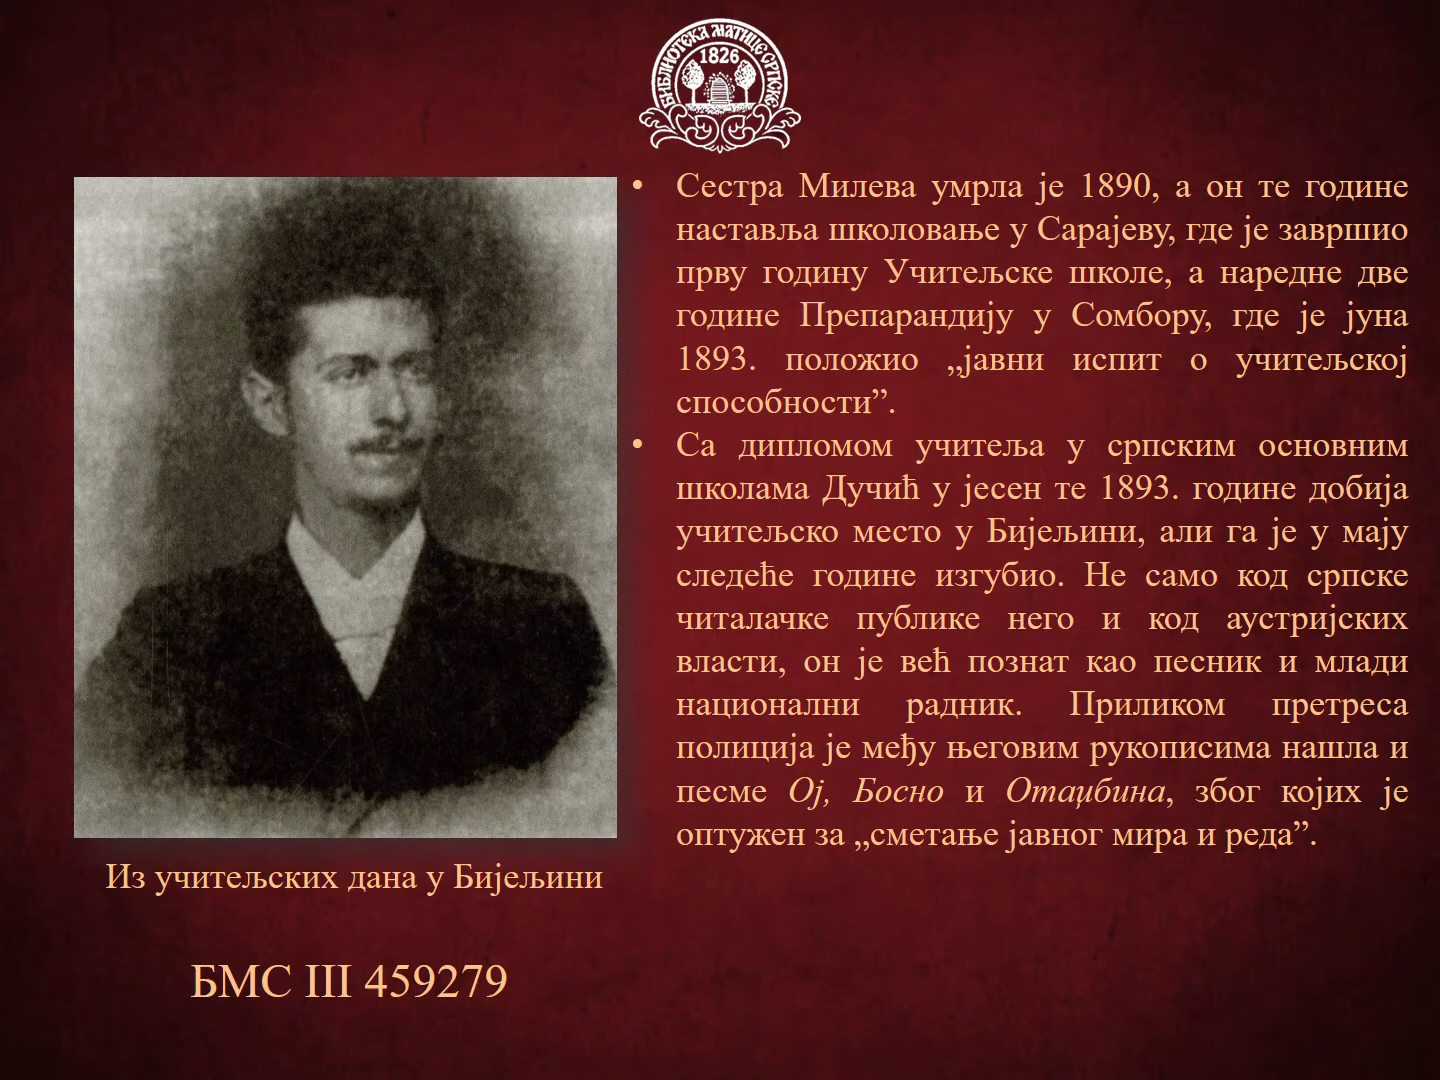 БИБЛИОТЕКА МАТИЦЕ СРПСКЕ
1826
• Сестра Милева умрла је 1890, а он те године
наставља школовање у Сарајеву, где је завршио
прву годину Учитељске школе, а наредне две
године Препарандију у Сомбору, где је јуна
1893. положио „јавни испит о учитељској
способности”.
• Са дипломом учитеља у српским основним
школама Дучић у јесен те 1893. године добија
учитељско место у Бијељини, али га је у мају
следеће године изгубио. Не само код српске
читалачке публике него и код аустријских
власти, он је већ познат као песник и млади
национални радник. Приликом претреса
полиција је међу његовим рукописима нашла и
песме Ој, Босно и Отаџбина, због којих је
оптужен за „сметање јавног мира и реда”.
Из учитељских дана у Бијељини
БМС III 459279